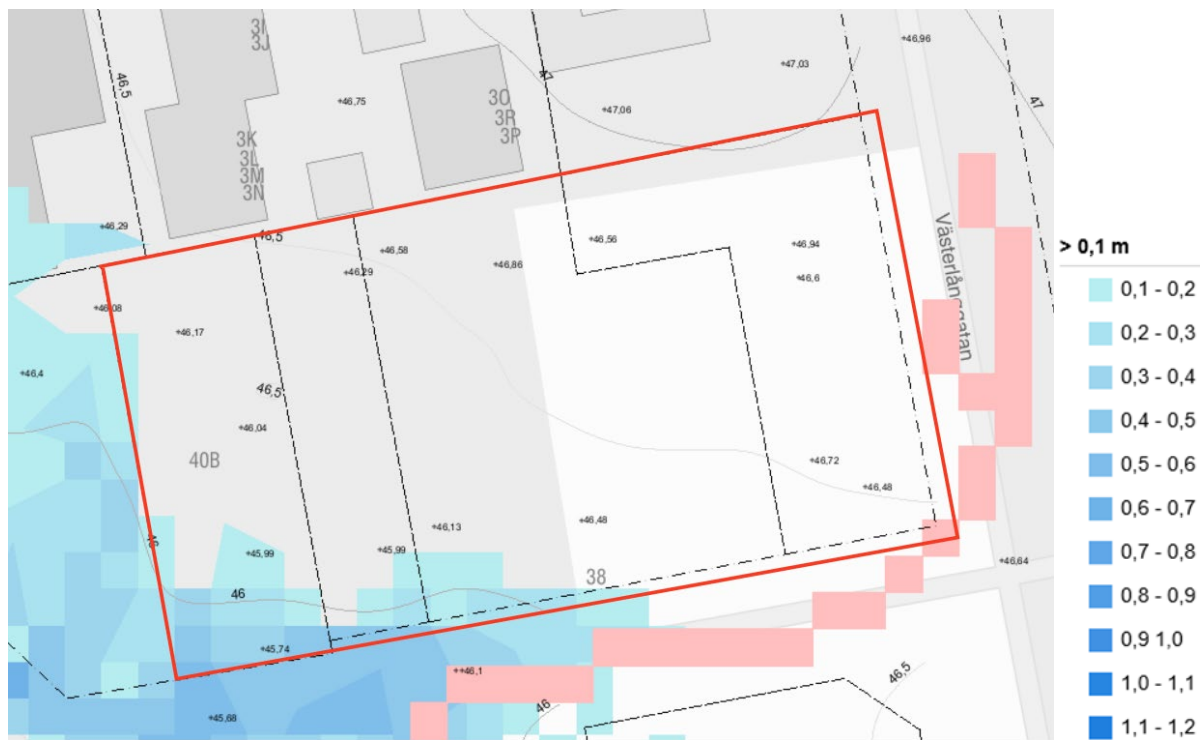 3I
3J
+46,96
+47,03
47
47
46,5
+46,75
3O
3R
3P
+47,06
3K
3L
3M
3N
+46,29
46,5
+46,58
+46,29
+46,86
+46,56
+46,94
+46,6
Västerlånggatan
+46,08
+46,17
+46,4
46,5
+46,04
40B
+46,72
+46,48
+46,48
+46,13
46
+45,99
+45,99
38
+46,64
46
+45,74
++46,1
46,5
46
+45,68
> 0,1 m
0,1 - 0,2
0,2 - 0,3
0,3 - 0,4
0,4 - 0,5
0,5 - 0,6
0,6 - 0,7
0,7 - 0,8
0,8 - 0,9
0,9 1,0
1,0 - 1,1
1,1 - 1,2